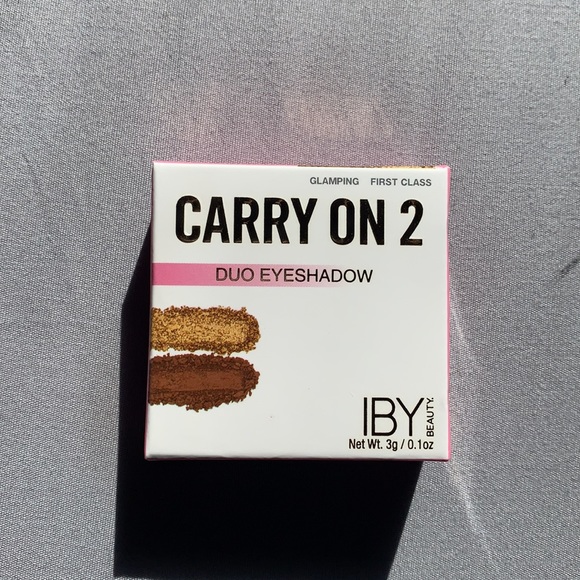 GLAMPING FIRST CLASS
CARRY ON 2
DUO EYESHADOW
IBY BEAUTY.
Net Wt. 3g / 0.1oz